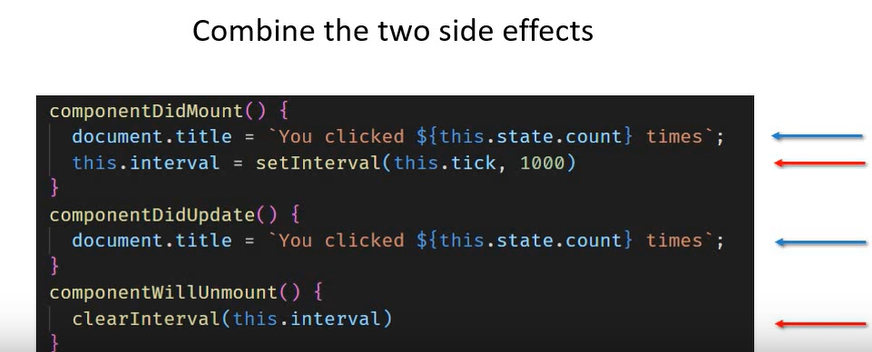 Combine the two side effects
componentDidMount() {
document.title = `You clicked ${this.state.count} times`;
this.interval = setInterval(this.tick, 1000)
}
componentDidUpdate() {
document.title = `You clicked ${this.state.count} times`;
}
componentWillUnmount() {
clearInterval(this.interval)
}